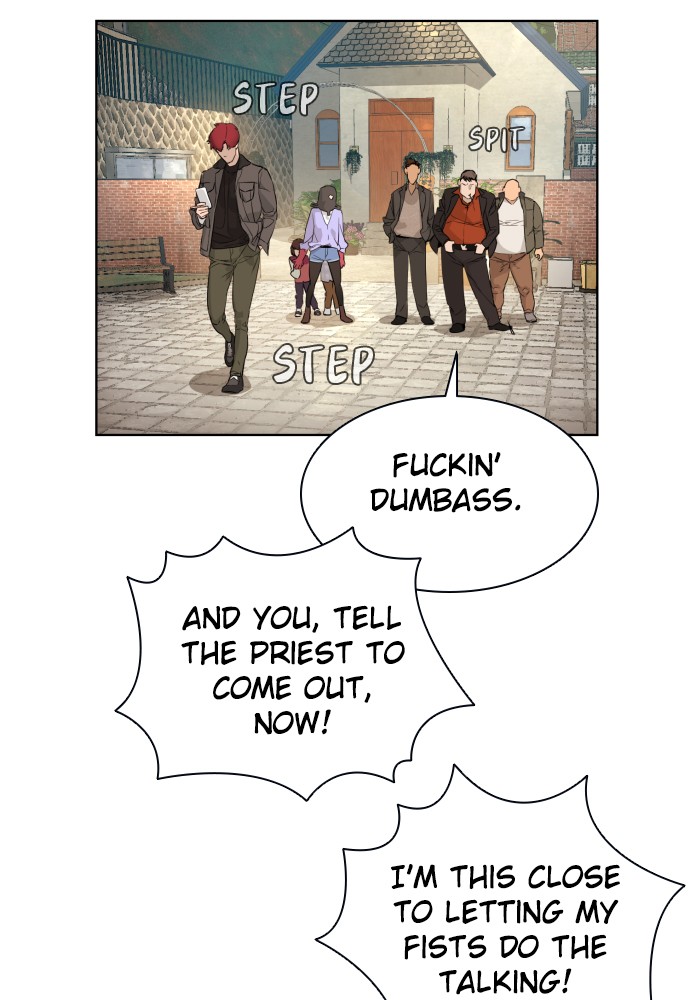 STEP
SPIT
STEP
FUCKIN'
DUMBASS.
AND YOU, TELL
THE PRIEST TO
COME OUT,
NOW!
I'M THIS CLOSE
TO LETTING MY
FISTS DO THE
TALKING!